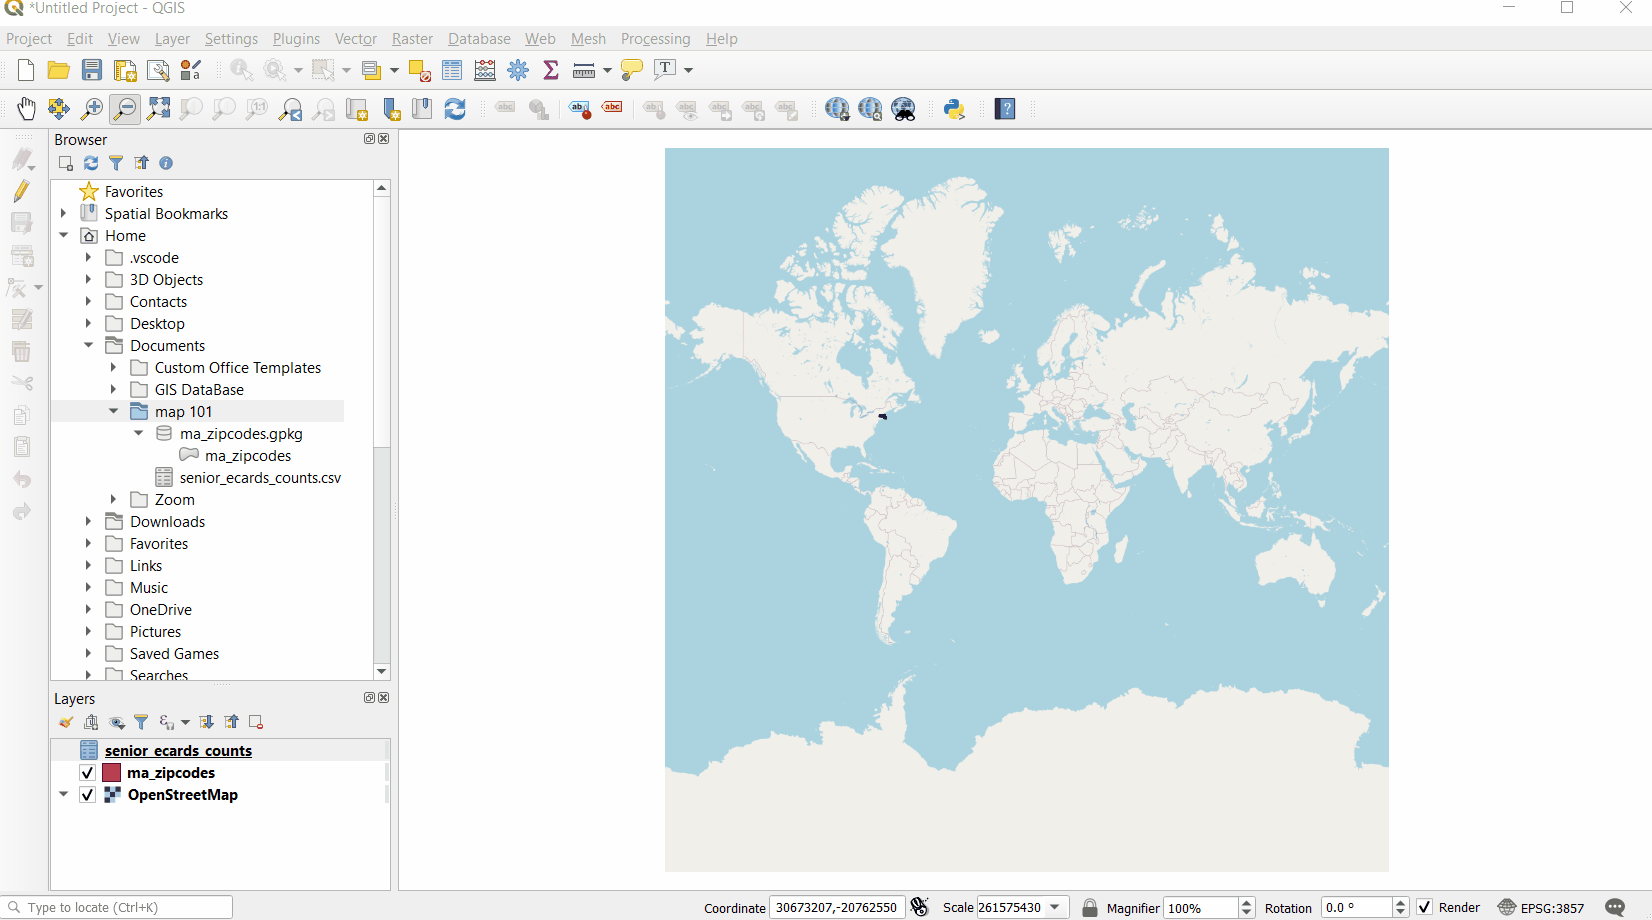 *Untitled Project - QGIS
Project Edit View Layer Settings Plugins Vector Raster Database Web Mesh Processing Help
Browser
Favorites
Spatial Bookmarks
Home
.vscode
3D Objects
Contacts
Desktop
Documents
Custom Office Templates
GIS DataBase
map 101
ma_zipcodes.gpkg
ma_zipcodes
senior_ecards_counts.csv
Zoom
Downloads
Favorites
Links
Music
OneDrive
Pictures
Saved Games
Searches
Layers
senior_ecards_counts
ma_zipcodes
OpenStreetMap
Type to locate (Ctrl+K) Coordinate 30673207,-20762550 Scale 261575430 Magnifier 100% Rotation 0.0 ° Render EPSG:3857